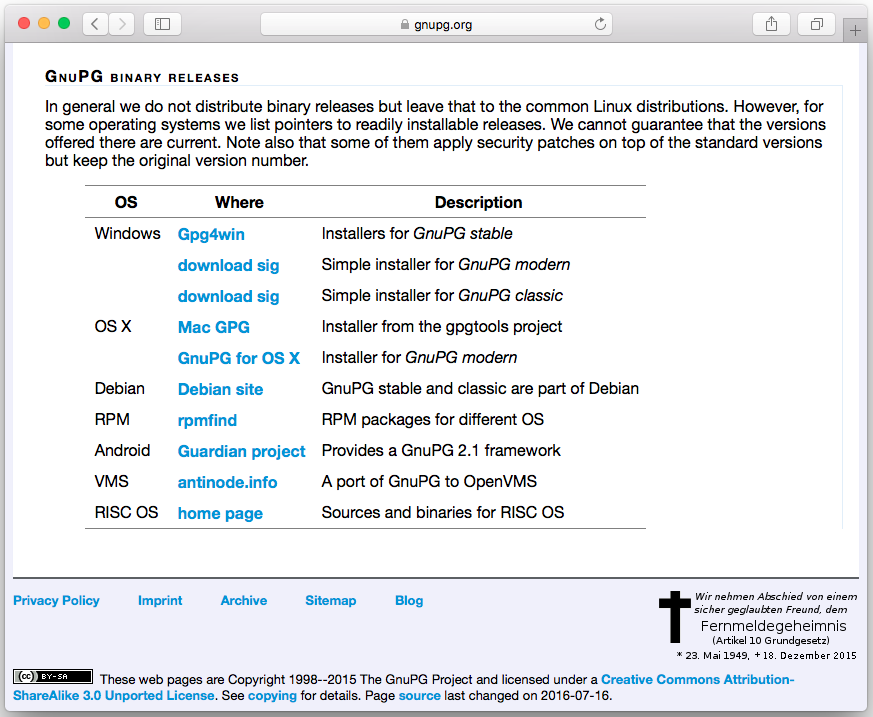 gnupg.org
GnuPG binary releases
In general we do not distribute binary releases but leave that to the common Linux distributions. However, for
some operating systems we list pointers to readily installable releases. We cannot guarantee that the versions
offered there are current. Note also that some of them apply security patches on top of the standard versions
but keep the original version number.
OS Where Description
Windows Gpg4win Installers for GnuPG stable
download sig Simple installer for GnuPG modern
download sig Simple installer for GnuPG classic
OS X Mac GPG Installer from the gpgtools project
GnuPG for OS X Installer for GnuPG modern
Debian Debian site GnuPG stable and classic are part of Debian
RPM rpmfind RPM packages for different OS
Android Guardian project Provides a GnuPG 2.1 framework
VMS antinode.info A port of GnuPG to OpenVMS
RISC OS home page Sources and binaries for RISC OS
Privacy Policy Imprint Archive Sitemap Blog
Wir nehmen Abschied von einem
sicher geglaubten Freund, dem
Fernmeldegeheimnis
(Artikel 10 Grundgesetz)
* 23. Mai 1949, + 18. Dezember 2015
cc BY-SA These web pages are Copyright 1998--2015 The GnuPG Project and licensed under a Creative Commons Attribution-
ShareAlike 3.0 Unported License. See copying for details. Page source last changed on 2016-07-16.